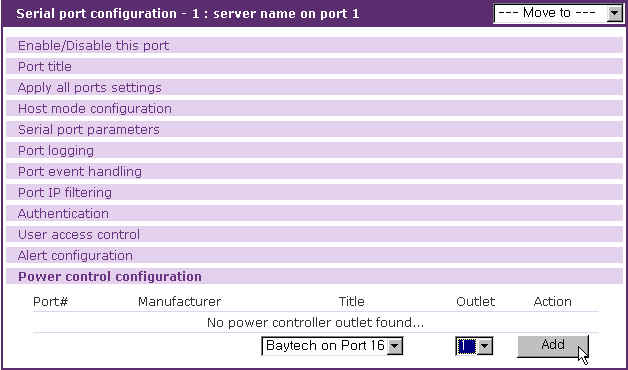 Serial port configuration - 1 : server name on port 1 --- Move to ---
Enable/Disable this port
Port title
Apply all ports settings
Host mode configuration
Serial port parameters
Port logging
Port event handling
Port IP filtering
Authentication
User access control
Alert configuration
Power control configuration
Port# Manufacturer Title Outlet Action
No power controller outlet found...
Baytech on Port 16 1 Add